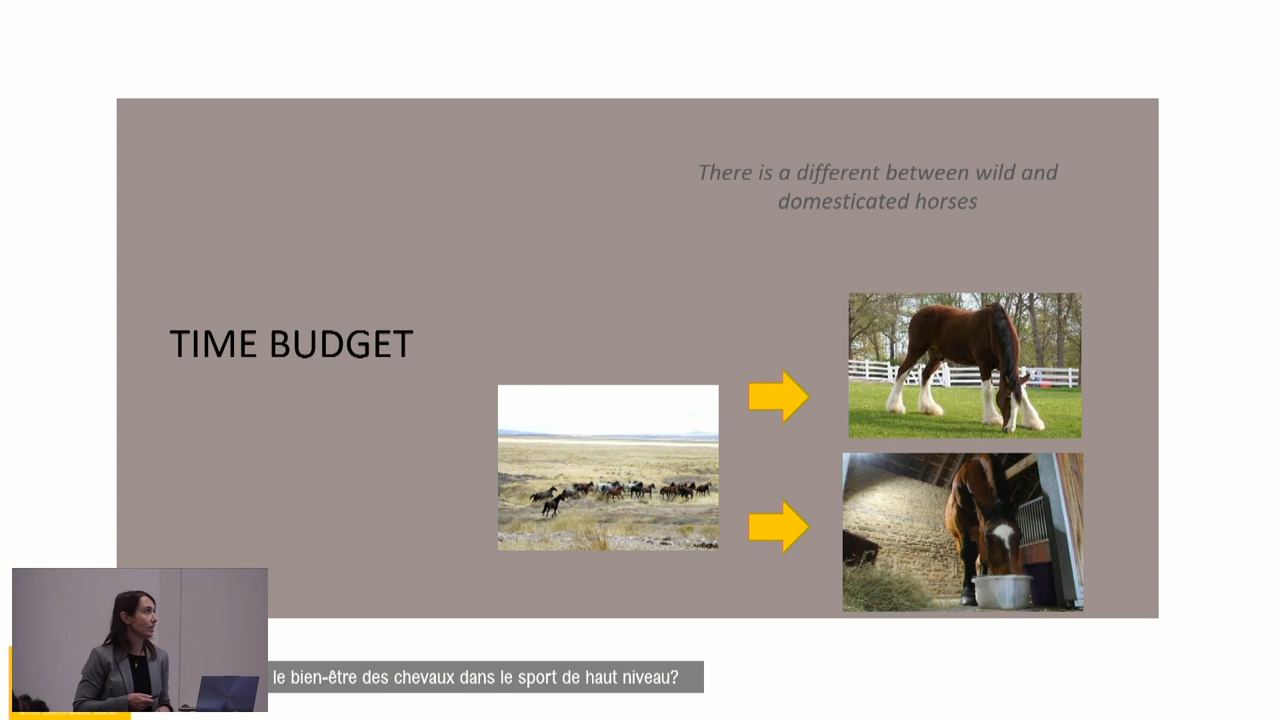 There is a different between wild and
domesticated horses
TIME BUDGET
le bien-être des chevaux dans le sport de haut niveau?